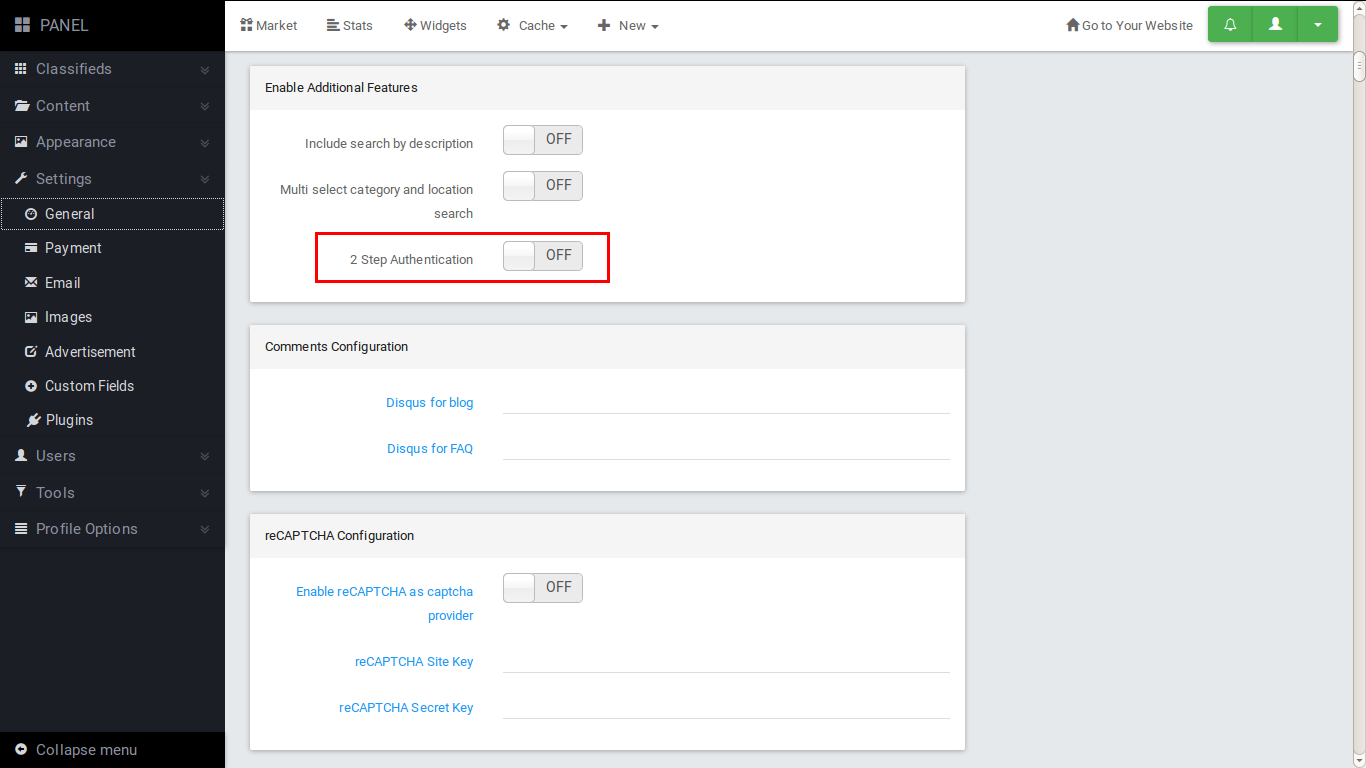 PANEL
Market
Stats
Widgets
Cache
New
Go to Your Website
Classifieds
Content
Appearance
Settings
General
Payment
Email
Images
Advertisement
Custom Fields
Plugins
Users
Tools
Profile Options
Collapse menu
Enable Additional Features
Include search by description
OFF
Multi select category and location
search
OFF
2 Step Authentication
OFF
Comments Configuration
Disqus for blog
Disqus for FAQ
reCAPTCHA Configuration
Enable reCAPTCHA as captcha
provider
OFF
reCAPTCHA Site Key
reCAPTCHA Secret Key